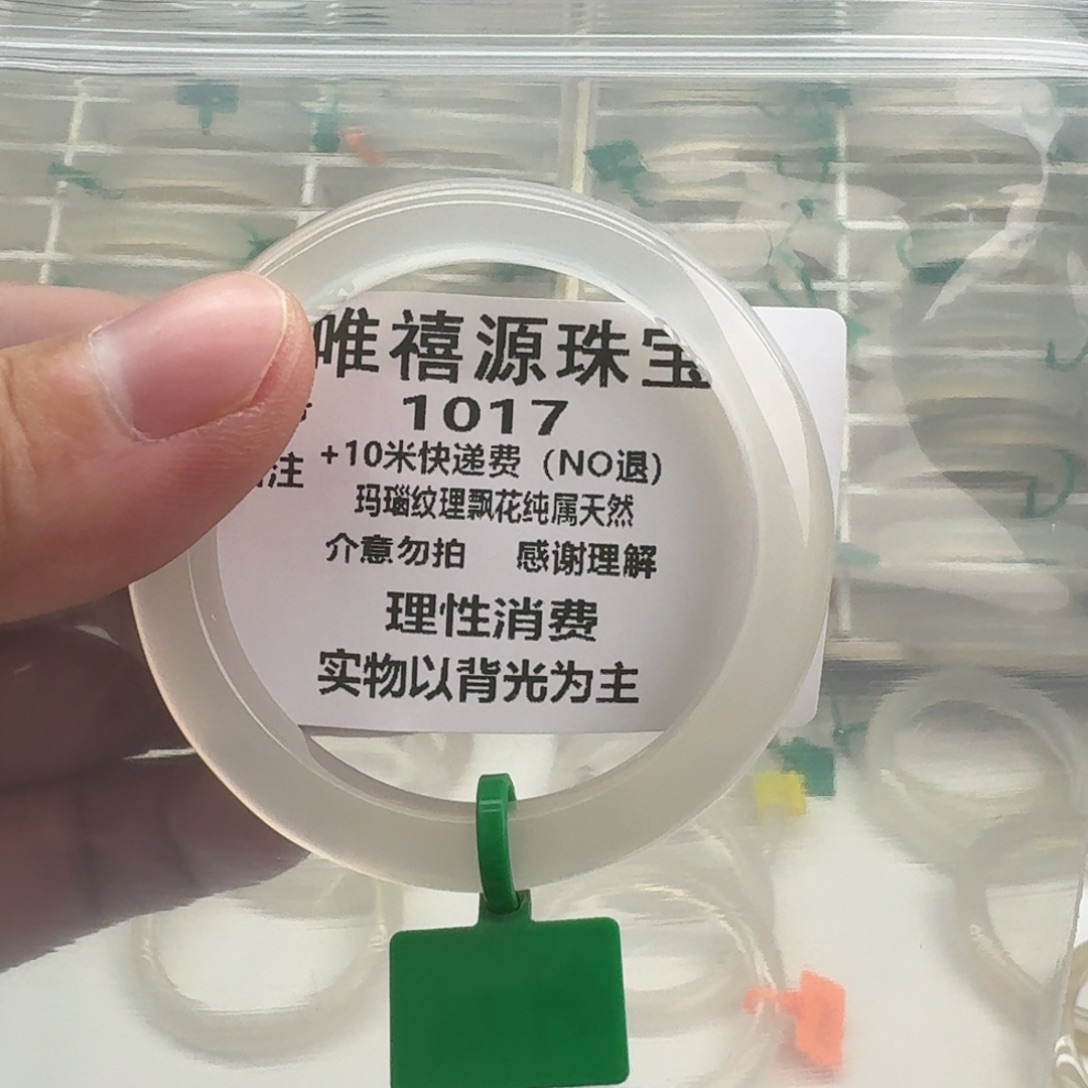 唯禧源珠宝
1017
注 +10米快递费（NO退）
玛瑙纹理飘花纯属天然
介意勿拍 感谢理解
理性消费
实物以背光为主